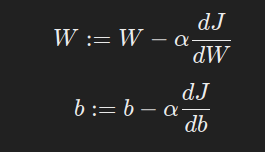 W := W − α dJ/dW
b := b − α dJ/db